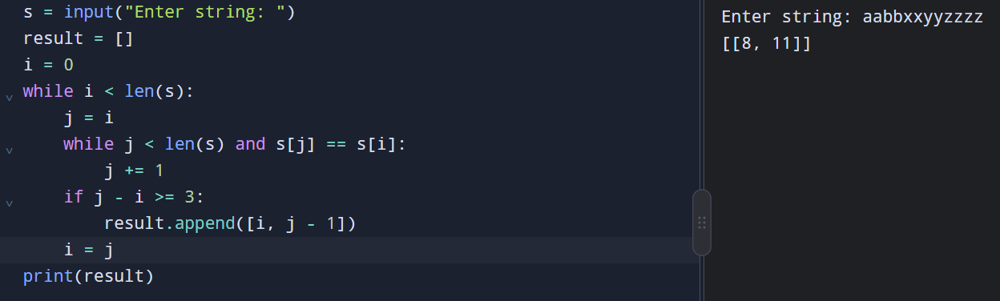 s = input("Enter string: ")
result = []
i = 0
while i < len(s):
    j = i
    while j < len(s) and s[j] == s[i]:
        j += 1
    if j - i >= 3:
        result.append([i, j - 1])
    i = j
print(result)
Enter string: aabbxxyyzzzz
[[8, 11]]